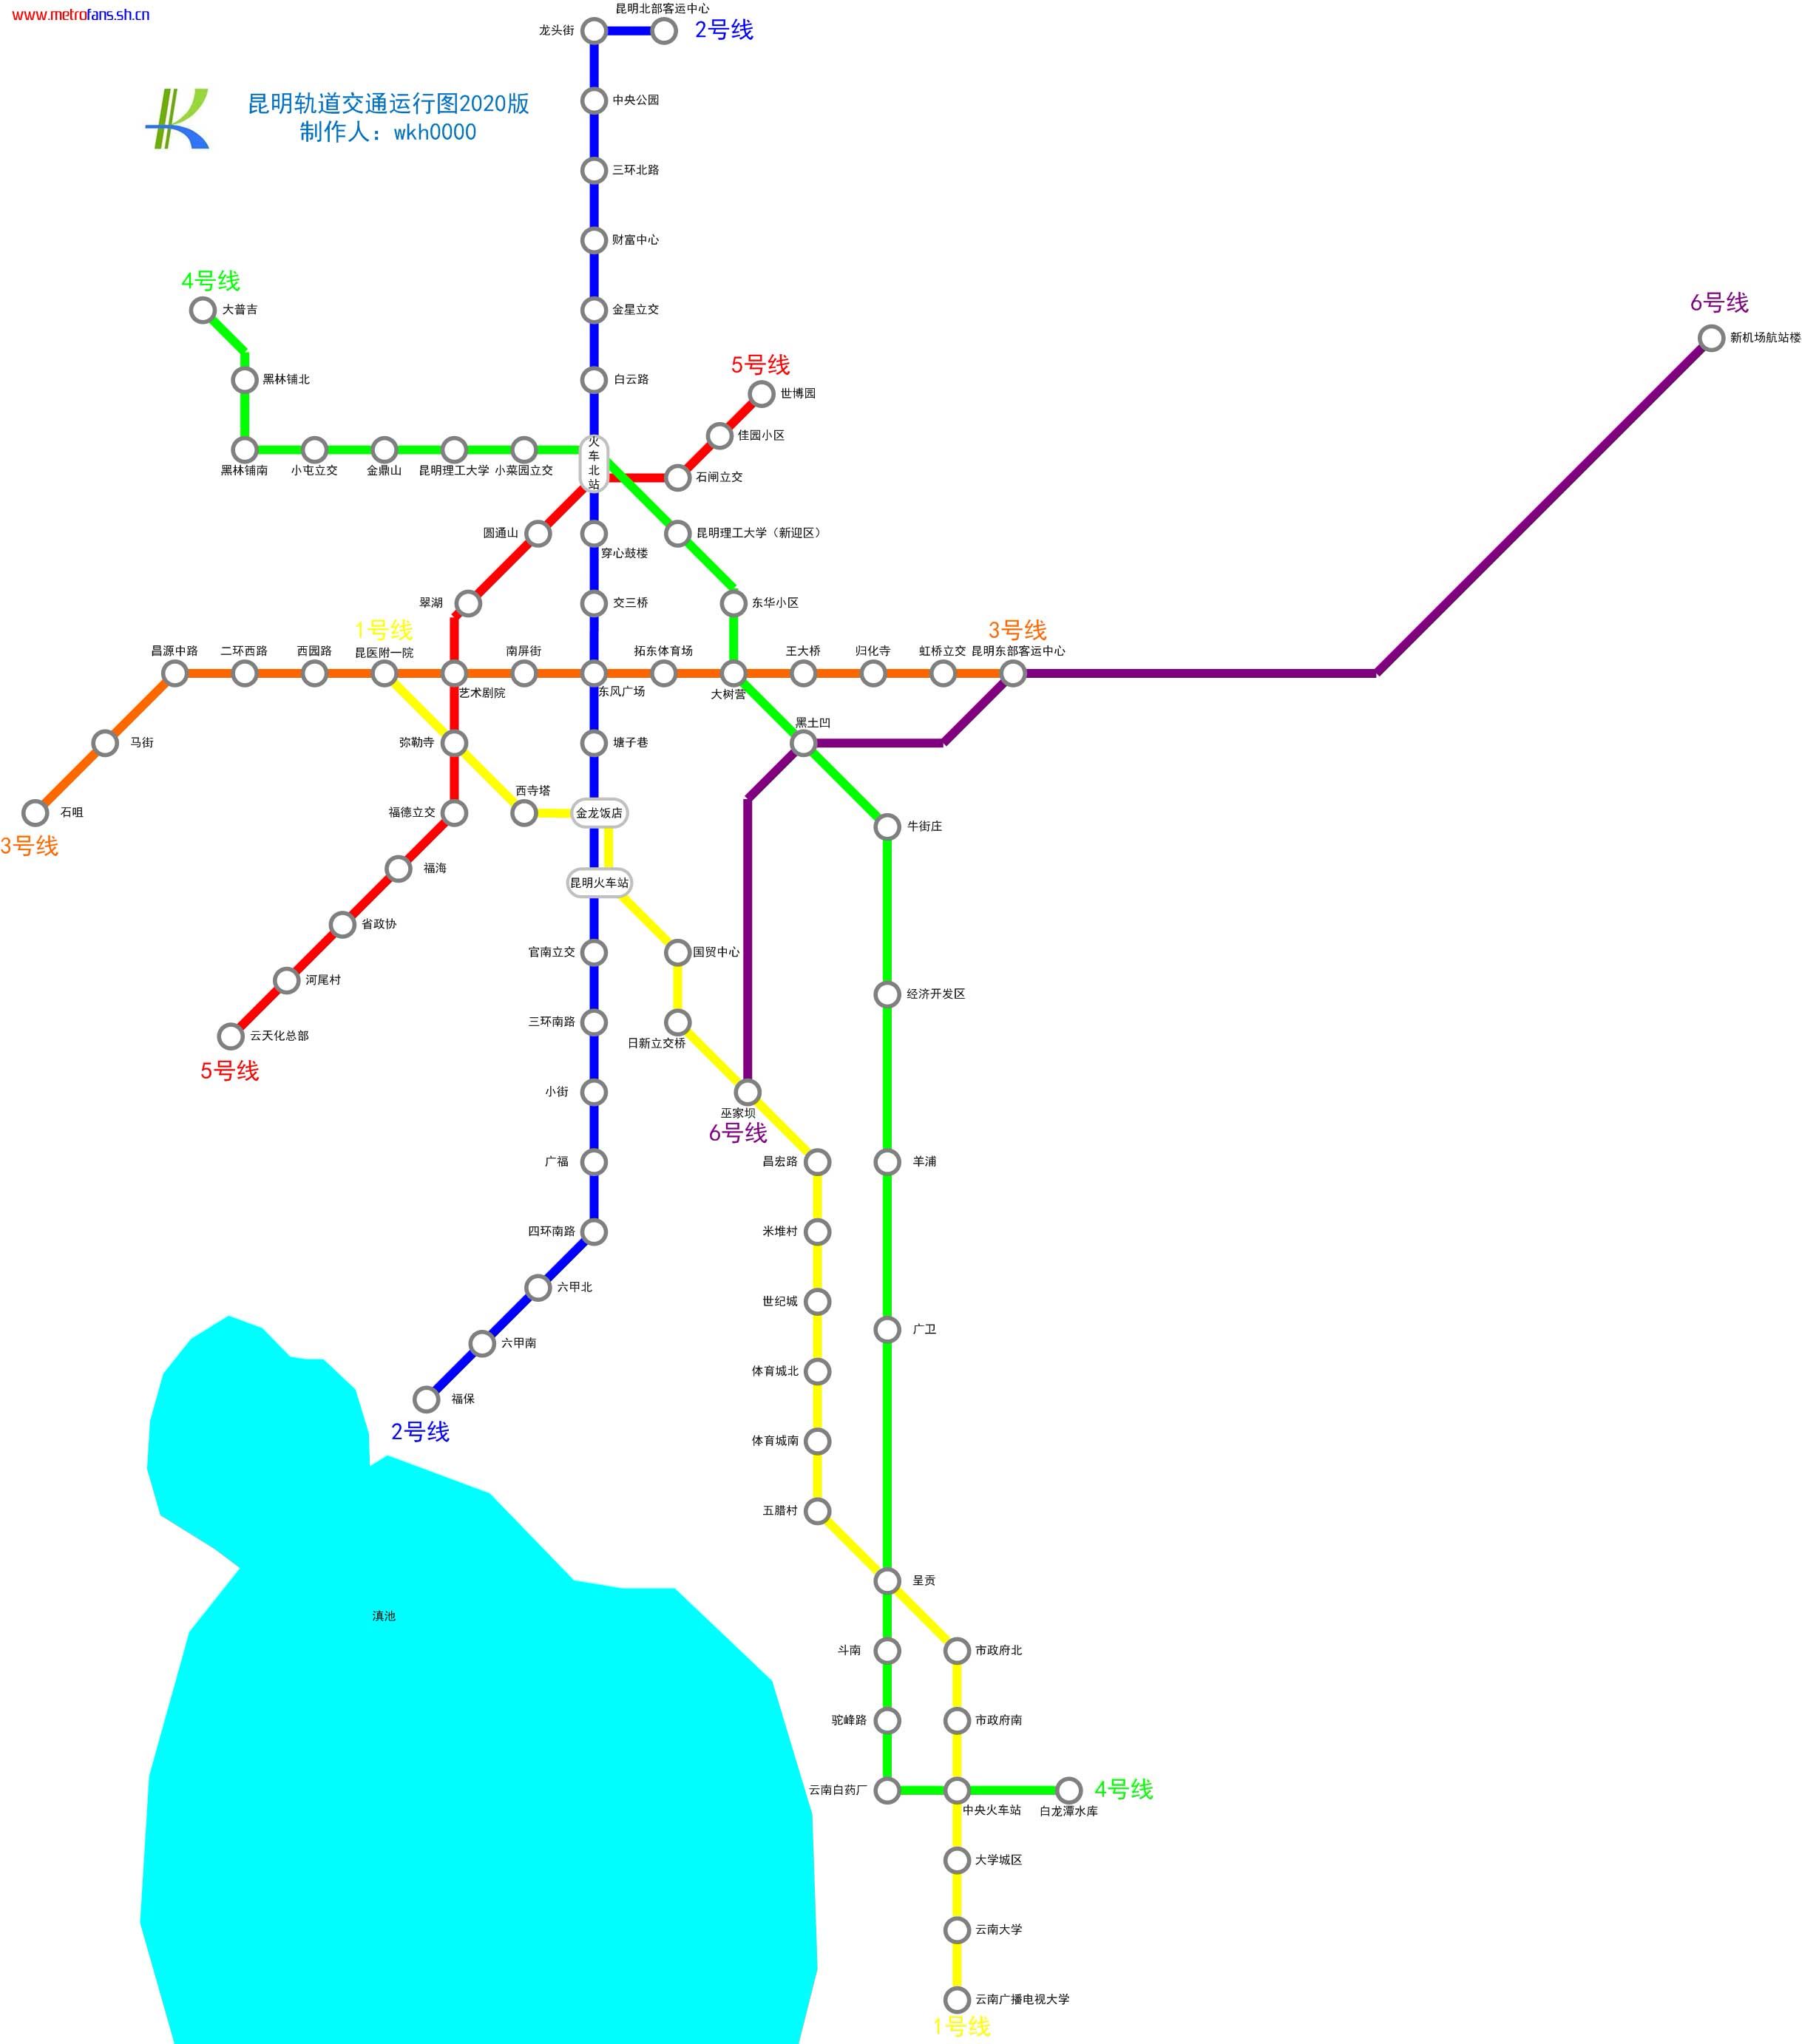 www.metrofans.sh.cn
昆明北部客运中心
龙头街
2号线
中央公园
昆明轨道交通运行图2020版
制作人：wkh0000
三环北路
财富中心
4号线
大普吉
金星立交
6号线
新机场航站楼
5号线
黑林铺北
白云路
世博园
佳园小区
火车北站
黑林铺南
小屯立交
金鼎山
昆明理工大学
小菜园立交
石闸立交
圆通山
穿心鼓楼
昆明理工大学（新迎区）
翠湖
交三桥
东华小区
1号线
3号线
昌源中路
二环西路
西园路
昆医附一院
南屏街
拓东体育场
王大桥
归化寺
虹桥立交
昆明东部客运中心
艺术剧院
东风广场
大树营
马街
弥勒寺
塘子巷
黑土凹
西寺塔
石咀
福德立交
金龙饭店
牛街庄
3号线
福海
昆明火车站
省政协
官南立交
国贸中心
河尾村
经济开发区
三环南路
云天化总部
日新立交桥
5号线
小街
巫家坝
6号线
广福
昌宏路
羊浦
四环南路
米堆村
六甲北
世纪城
六甲南
广卫
福保
体育城北
2号线
体育城南
五腊村
呈贡
滇池
斗南
市政府北
驼峰路
市政府南
云南白药厂
4号线
中央火车站
白龙潭水库
大学城区
云南大学
云南广播电视大学
1号线